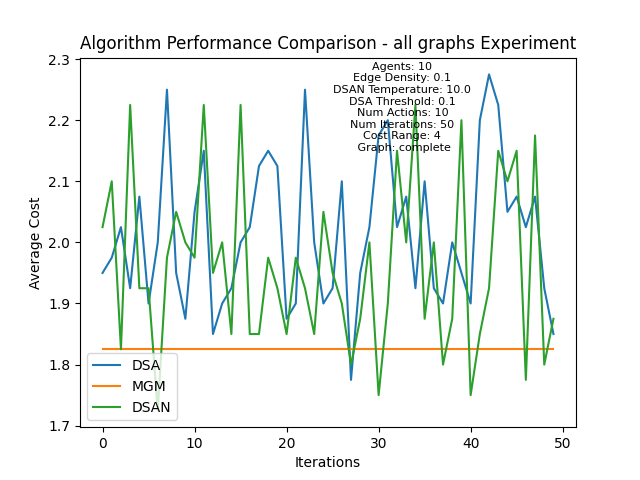 Algorithm Performance Comparison - all graphs Experiment
Agents: 10
Edge Density: 0.1
DSAN Temperature: 10.0
DSA Threshold: 0.1
Num Actions: 10
Num Iterations: 50
Cost Range: 4
Graph: complete
2.3
2.2
2.1
2.0
1.9
1.8
1.7
Average Cost
DSA
MGM
DSAN
0
10
20
30
40
50
Iterations